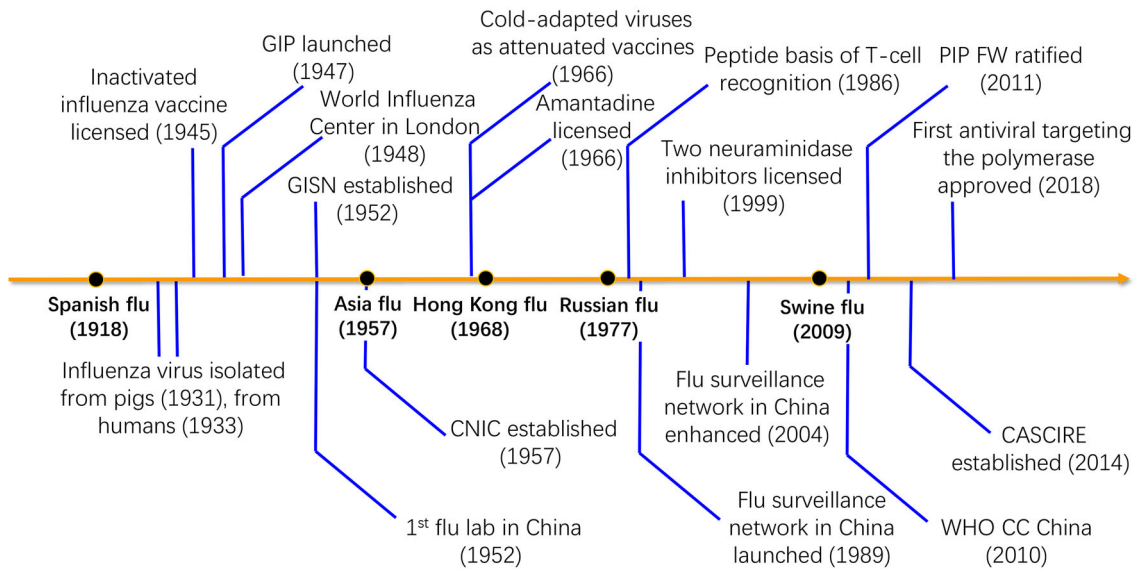 GIP launched
(1947)
Cold-adapted viruses
as attenuated vaccines
(1966)
Peptide basis of T-cell
recognition (1986)
PIP FW ratified
(2011)
Inactivated
influenza vaccine
licensed (1945)
World Influenza
Center in London
(1948)
Amantadine
licensed
(1966)
Two neuraminidase
inhibitors licensed
(1999)
First antiviral targeting
the polymerase
approved (2018)
GISN established
(1952)
Spanish flu
(1918)
Asia flu
(1957)
Hong Kong flu
(1968)
Russian flu
(1977)
Swine flu
(2009)
Influenza virus isolated
from pigs (1931), from
humans (1933)
CNIC established
(1957)
Flu surveillance
network in China
enhanced (2004)
CASCIRE
established (2014)
1st flu lab in China
(1952)
Flu surveillance
network in China
launched (1989)
WHO CC China
(2010)